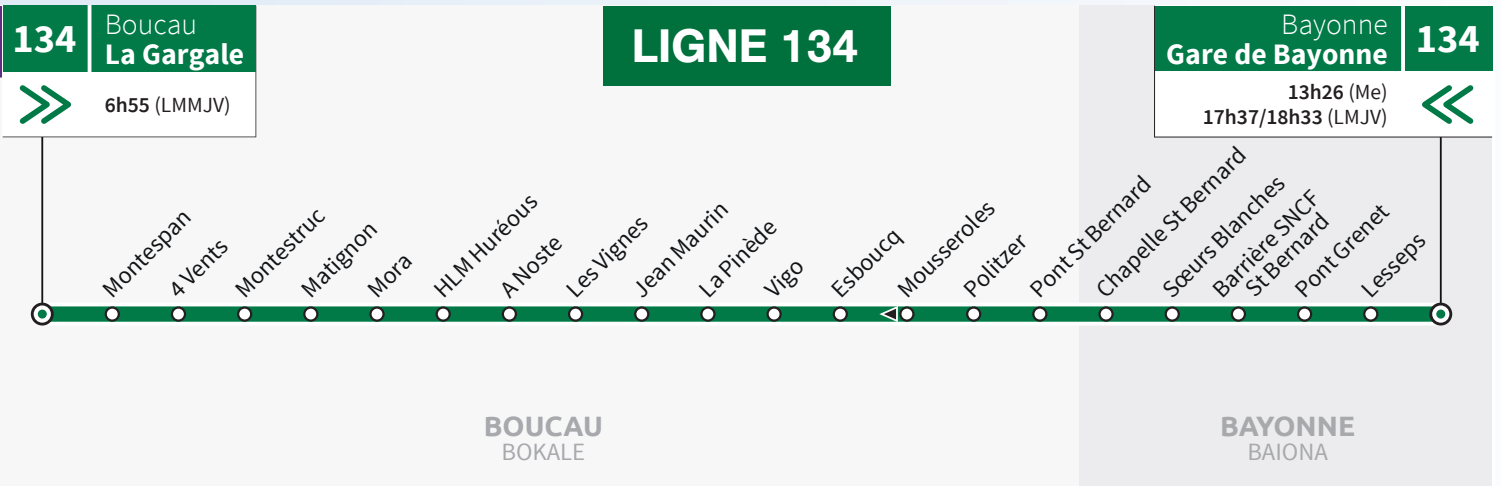 134
Boucau
La Gargale
6h55 (LMMJV)
LIGNE 134
Bayonne
Gare de Bayonne
134
13h26 (Me)
17h37/18h33 (LMJV)
Montespan
4 Vents
Montestruc
Matignon
Mora
HLM Huréous
A Noste
Les Vignes
Jean Maurin
La Pinède
Vigo
Esboucq
Mousseroles
Politzer
Pont St Bernard
Chapelle St Bernard
Sœurs Blanches
Barrière SNCF
St Bernard
Pont Grenet
Lesseps
BOUCAU
BOKALE
BAYONNE
BAIONA